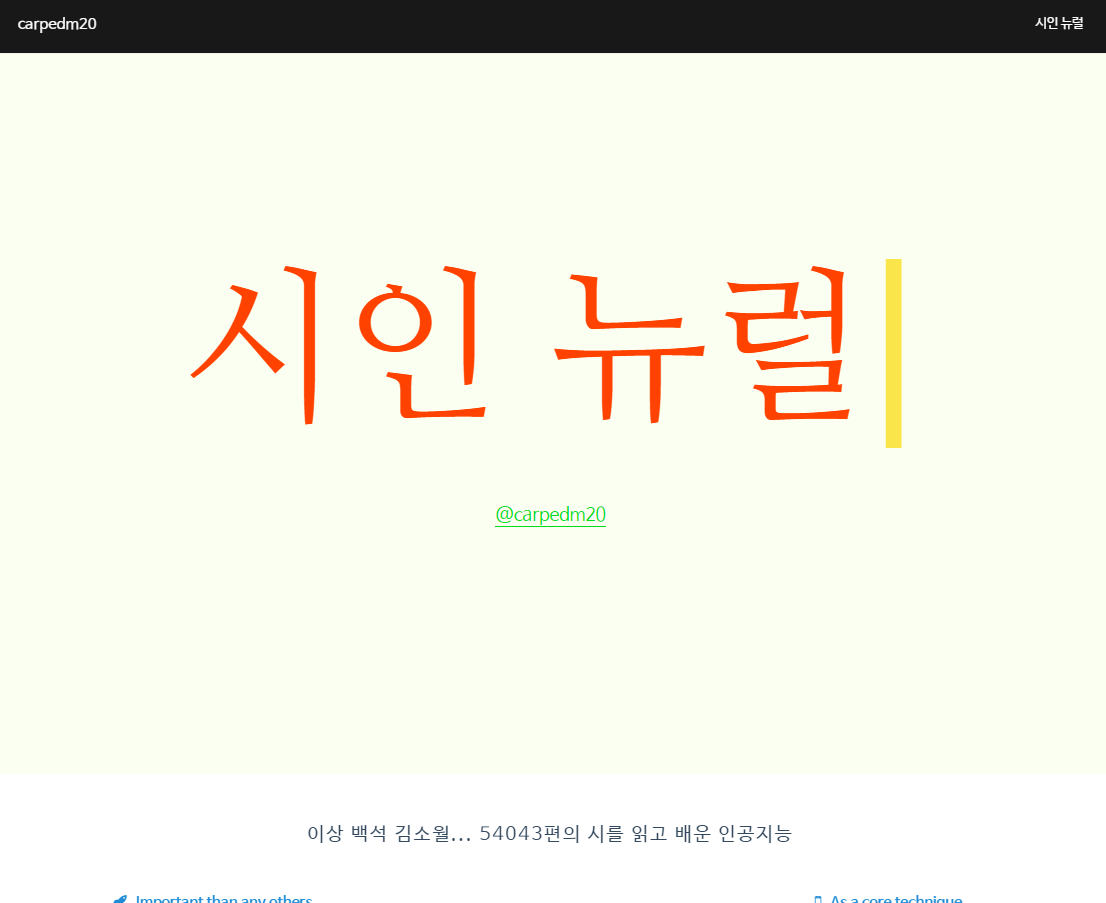 carpedm20
시인 뉴럴
시인 뉴럴
@carpedm20
이상 백석 김소월... 54043편의 시를 읽고 배운 인공지능
Important than any others
As a core technique